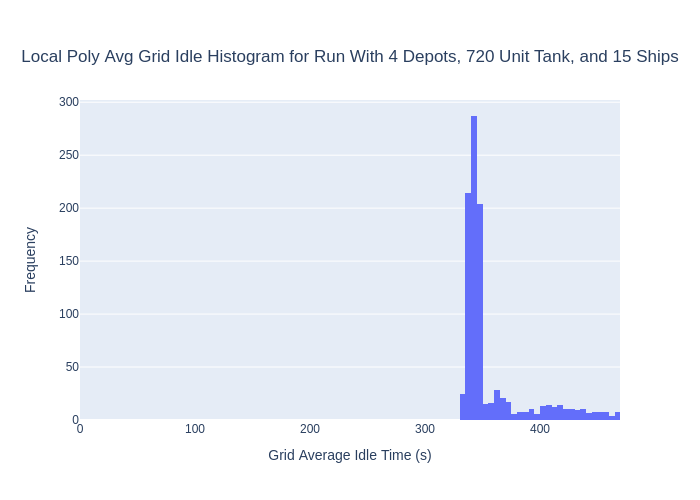 Local Poly Avg Grid Idle Histogram for Run With 4 Depots, 720 Unit Tank, and 15 Ships
300
250
200
150
100
50
0
Frequency
0 100 200 300 400
Grid Average Idle Time (s)